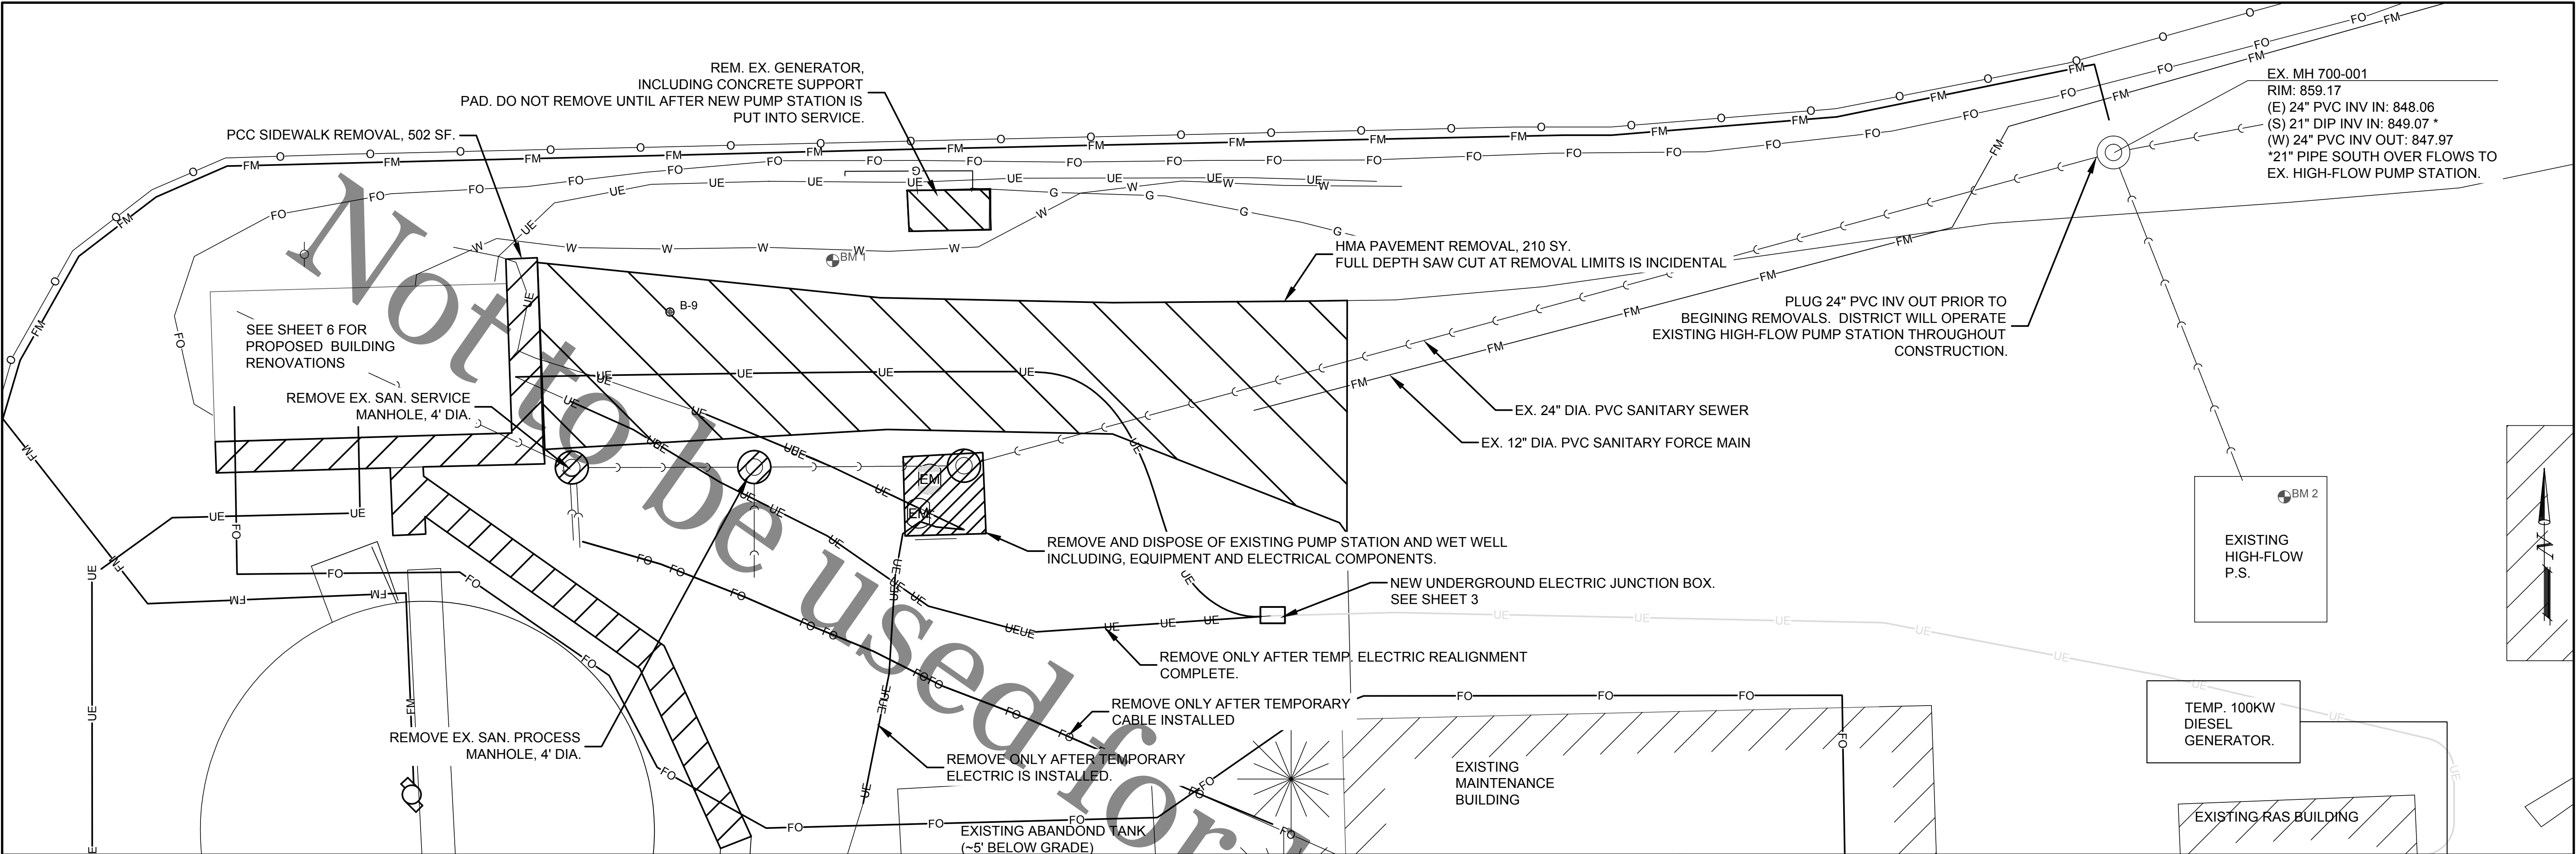 REM. EX. GENERATOR,
INCLUDING CONCRETE SUPPORT
PAD. DO NOT REMOVE UNTIL AFTER NEW PUMP STATION IS
PUT INTO SERVICE.
PCC SIDEWALK REMOVAL, 502 SF.
EX. MH 700-001
RIM: 859.17
(E) 24" PVC INV IN: 848.06
(S) 21" DIP INV IN: 849.07 *
(W) 24" PVC INV OUT: 847.97
*21" PIPE SOUTH OVER FLOWS TO
EX. HIGH-FLOW PUMP STATION.
BM 1
HMA PAVEMENT REMOVAL, 210 SY.
FULL DEPTH SAW CUT AT REMOVAL LIMITS IS INCIDENTAL
B-9
PLUG 24" PVC INV OUT PRIOR TO
BEGINING REMOVALS. DISTRICT WILL OPERATE
EXISTING HIGH-FLOW PUMP STATION THROUGHOUT
CONSTRUCTION.
SEE SHEET 6 FOR
PROPOSED BUILDING
RENOVATIONS
REMOVE EX. SAN. SERVICE
MANHOLE, 4' DIA.
EX. 24" DIA. PVC SANITARY SEWER
EX. 12" DIA. PVC SANITARY FORCE MAIN
EM
EM
BM 2
EXISTING
HIGH-FLOW
P.S.
N
REMOVE AND DISPOSE OF EXISTING PUMP STATION AND WET WELL
INCLUDING, EQUIPMENT AND ELECTRICAL COMPONENTS.
NEW UNDERGROUND ELECTRIC JUNCTION BOX.
SEE SHEET 3
REMOVE ONLY AFTER TEMP. ELECTRIC REALIGNMENT
COMPLETE.
REMOVE ONLY AFTER TEMPORARY
CABLE INSTALLED
REMOVE EX. SAN. PROCESS
MANHOLE, 4' DIA.
REMOVE ONLY AFTER TEMPORARY
ELECTRIC IS INSTALLED.
EXISTING
MAINTENANCE
BUILDING
TEMP. 100KW
DIESEL
GENERATOR.
EXISTING RAS BUILDING
EXISTING ABANDOND TANK
(~5' BELOW GRADE)
Not to be used for